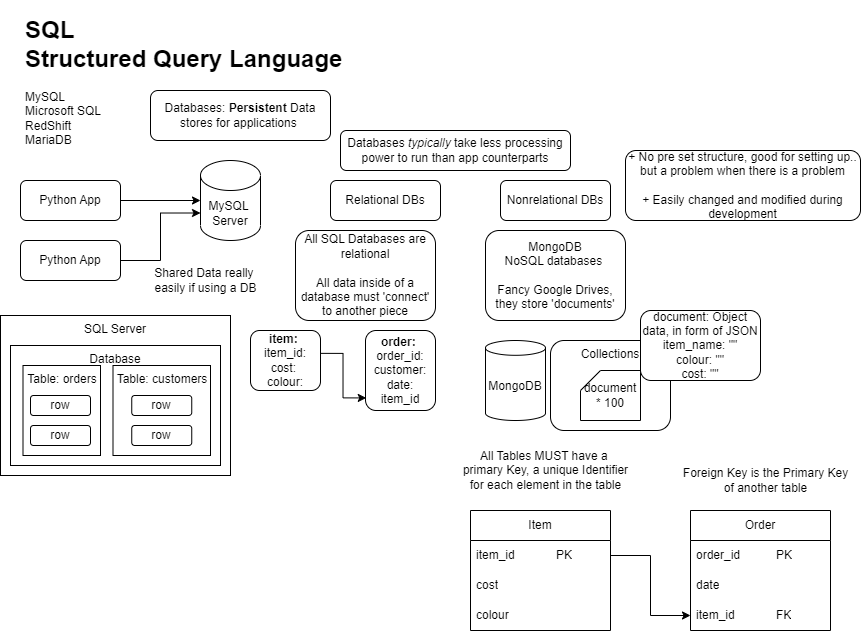 SQL
Structured Query Language
MySQL
Microsoft SQL
RedShift
MariaDB
Databases: Persistent Data
stores for applications
Databases typically take less processing
power to run than app counterparts
+ No pre set structure, good for setting up..
but a problem when there is a problem
+ Easily changed and modified during
development
Python App
Python App
MySQL
Server
Shared Data really
easily if using a DB
Relational DBs
Nonrelational DBs
All SQL Databases are
relational
All data inside of a
database must 'connect'
to another piece
MongoDB
NoSQL databases
Fancy Google Drives,
they store 'documents'
SQL Server
Database
Table: orders
row
row
Table: customers
row
row
item:
item_id:
cost:
colour:
order:
order_id:
customer:
date:
item_id
MongoDB
Collections
document
* 100
document: Object
data, in form of JSON
item_name: ""
colour: ""
cost: ""
All Tables MUST have a
primary Key, a unique Identifier
for each element in the table
Foreign Key is the Primary Key
of another table
Item
item_id PK
cost
colour
Order
order_id PK
date
item_id FK